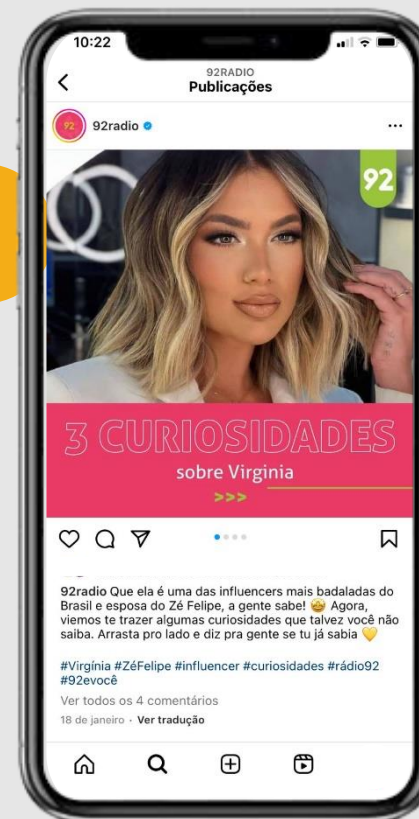 10:22
92RADIO
Publicações
92
92radio
92
3 CURIOSIDADES
sobre Virginia
>>>
92radio Que ela é uma das influencers mais badaladas do
Brasil e esposa do Zé Felipe, a gente sabe! 🤩 Agora,
viemos te trazer algumas curiosidades que talvez você não
saiba. Arrasta pro lado e diz pra gente se tu já sabia 💛
#Virgínia #ZéFelipe #influencer #curiosidades #rádio92
#92evocê
Ver todos os 4 comentários
18 de janeiro · Ver tradução